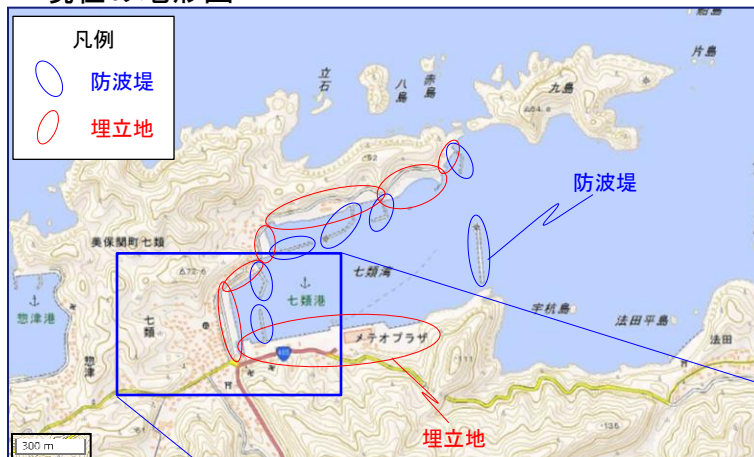 凡例
防波堤
埋立地
船島
片島
立石
八島
赤島
九島
防波堤
美保関町七類
七類湾
七類港
惣津港
七類
惣津
宇杭島
法田平島
法田
メテオプラザ
埋立地
300 m